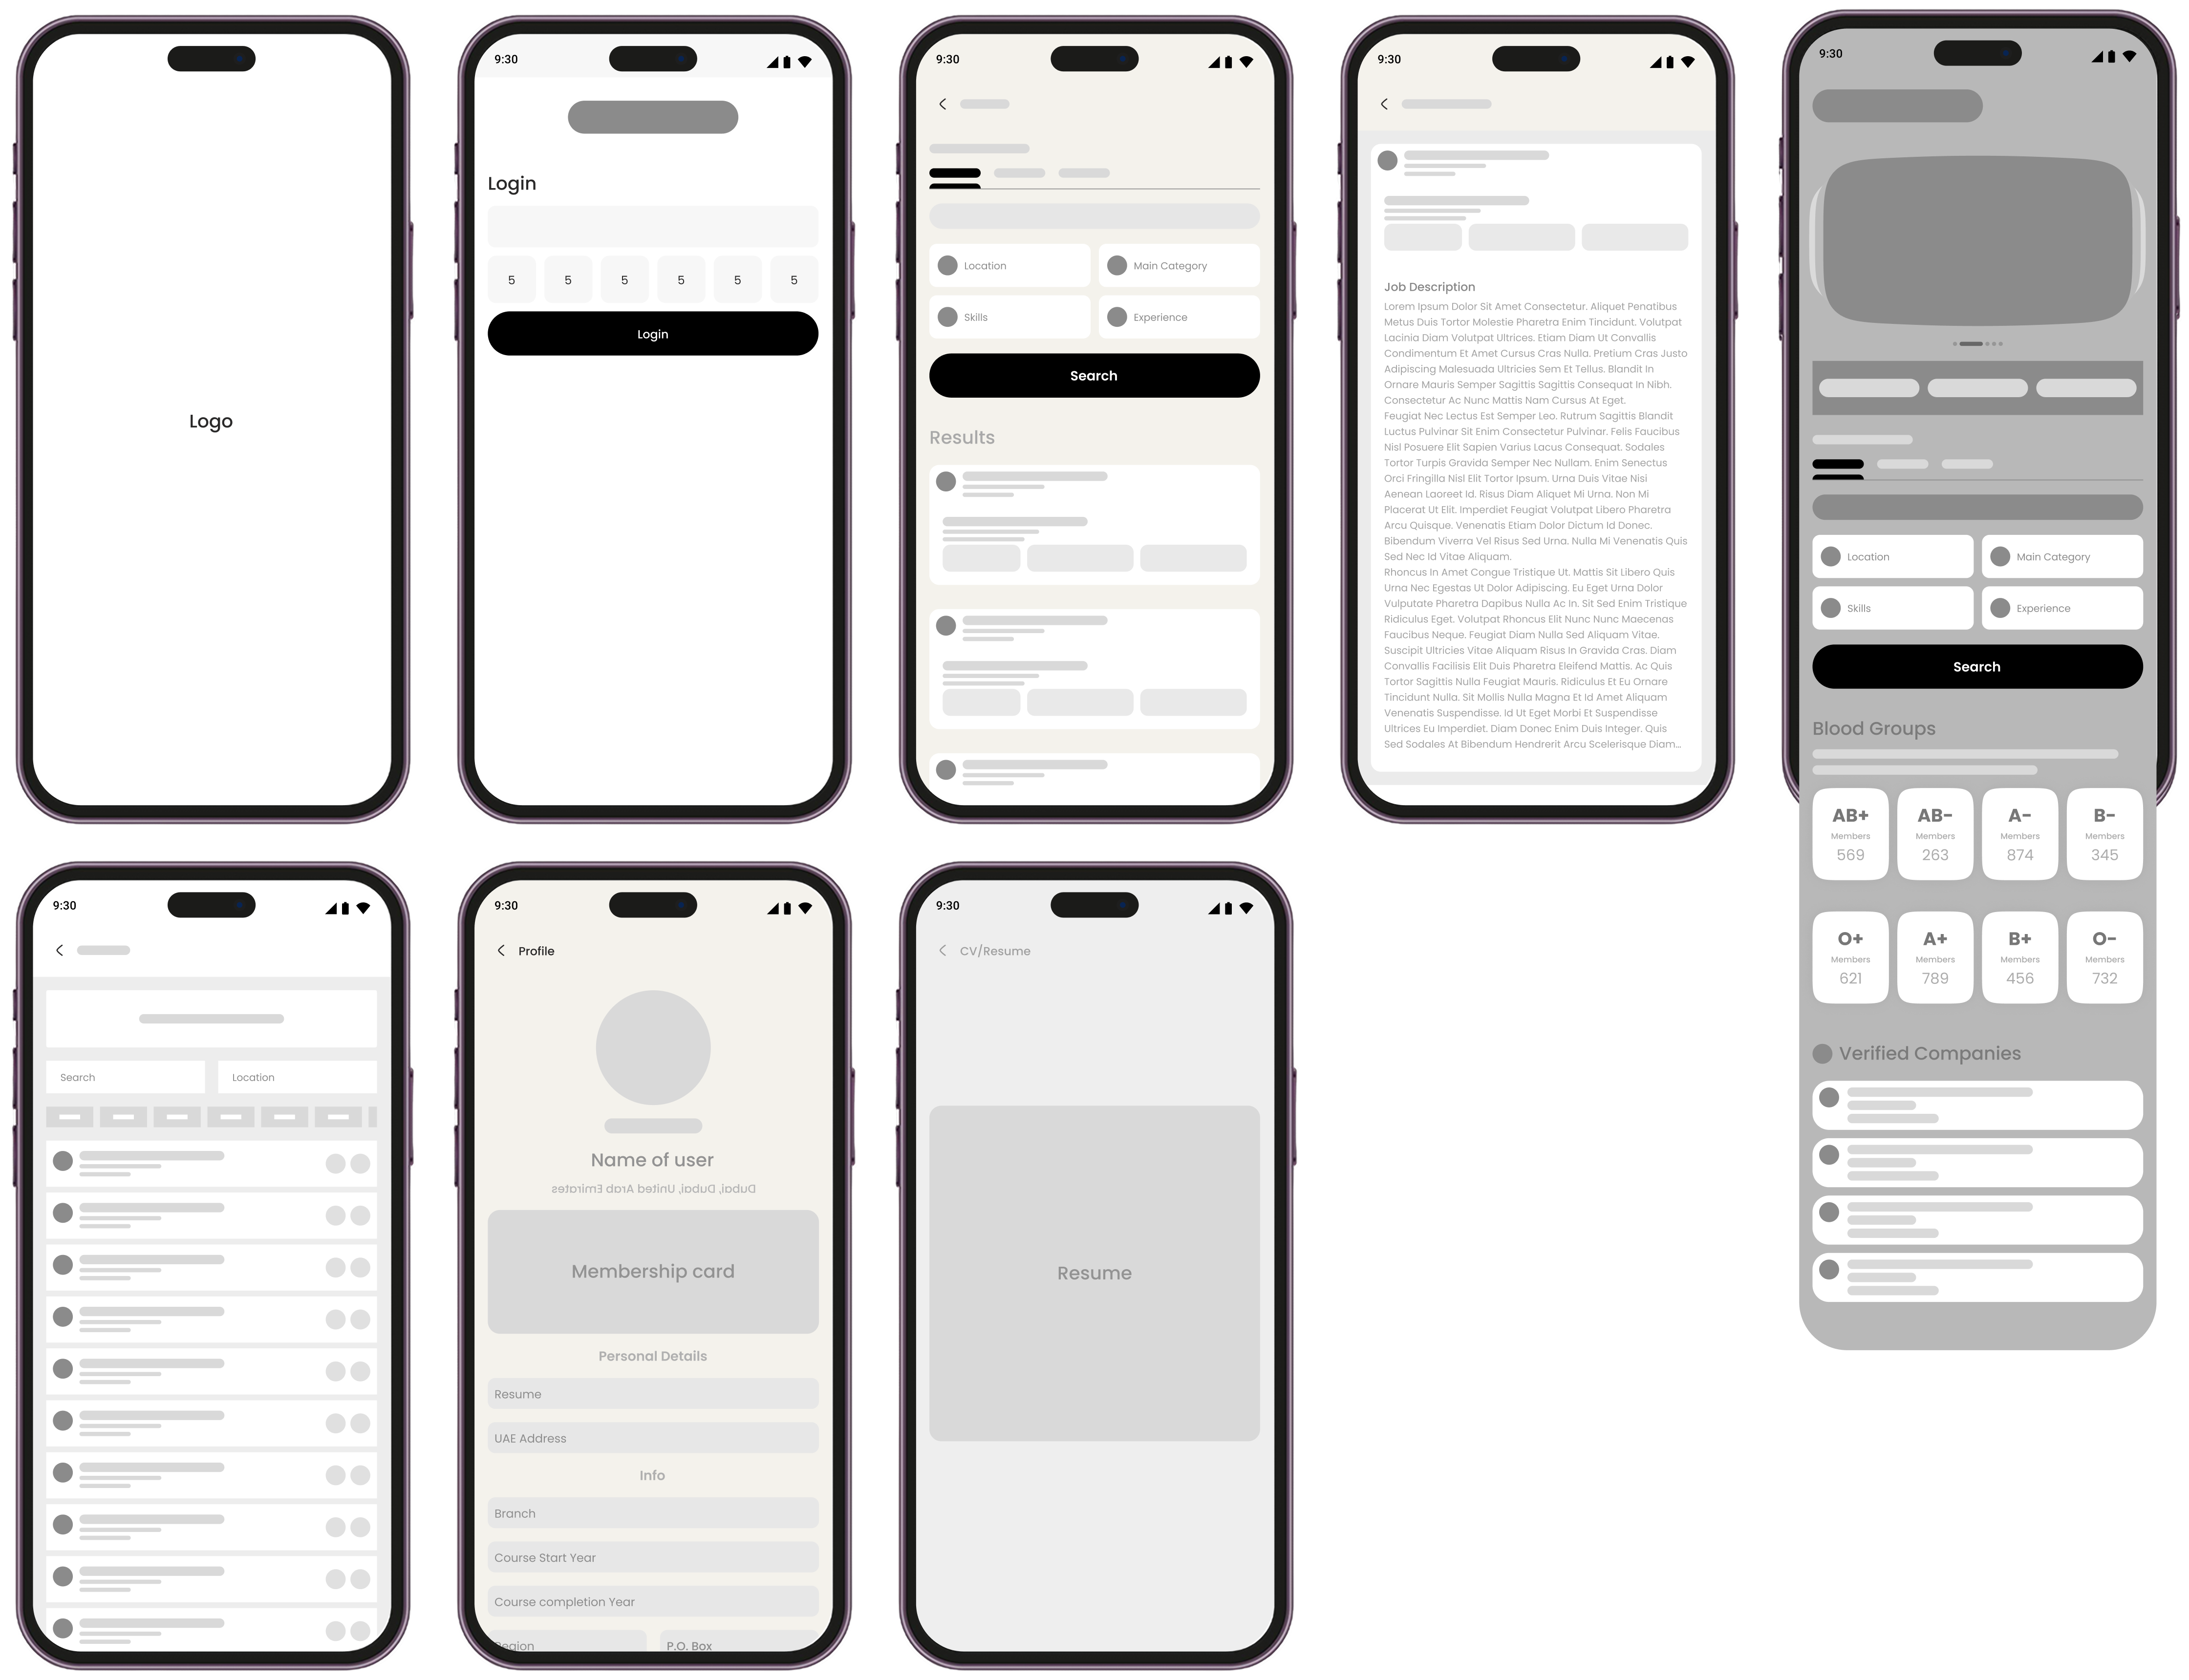 Logo
9:30
Login
5 5 5 5 5 5
Login
9:30
Location
Main Category
Skills
Experience
Search
Results
9:30
Job Description
Lorem Ipsum Dolor Sit Amet Consectetur. Aliquet Penatibus
Metus Duis Tortor Molestie Pharetra Enim Tincidunt. Volutpat
Lacinia Diam Volutpat Ultrices. Etiam Diam Ut Convallis
Condimentum Et Amet Cursus Cras Nulla. Pretium Cras Justo
Adipiscing Malesuada Ultricies Sem Et Tellus. Blandit In
Ornare Mauris Semper Sagittis Sagittis Consequat In Nibh.
Consectetur Ac Nunc Mattis Nam Cursus At Eget.
Feugiat Nec Lectus Est Semper Leo. Rutrum Sagittis Blandit
Luctus Pulvinar Sit Enim Consectetur Pulvinar. Felis Faucibus
Nisl Posuere Elit Sapien Varius Lacus Consequat. Sodales
Tortor Turpis Gravida Semper Nec Nullam. Enim Senectus
Orci Fringilla Nisl Elit Tortor Ipsum. Urna Duis Vitae Nisi
Aenean Laoreet Id. Risus Diam Aliquet Mi Urna. Non Mi
Placerat Ut Elit. Imperdiet Feugiat Volutpat Libero Pharetra
Arcu Quisque. Venenatis Etiam Dolor Dictum Id Donec.
Bibendum Viverra Vel Risus Sed Urna. Nulla Mi Venenatis Quis
Sed Nec Id Vitae Aliquam.
Rhoncus In Amet Congue Tristique Ut. Mattis Sit Libero Quis
Urna Nec Egestas Ut Dolor Adipiscing. Eu Eget Urna Dolor
Vulputate Pharetra Dapibus Nulla Ac In. Sit Sed Enim Tristique
Ridiculus Eget. Volutpat Rhoncus Elit Nunc Nunc Maecenas
Faucibus Neque. Feugiat Diam Nulla Sed Aliquam Vitae.
Suscipit Ultricies Vitae Aliquam Risus In Gravida Cras. Diam
Convallis Facilisis Elit Duis Pharetra Eleifend Mattis. Ac Quis
Tortor Sagittis Nulla Feugiat Mauris. Ridiculus Et Eu Ornare
Tincidunt Nulla. Sit Mollis Nulla Magna Et Id Amet Aliquam
Venenatis Suspendisse. Id Ut Eget Morbi Et Suspendisse
Ultrices Eu Imperdiet. Diam Donec Enim Duis Integer. Quis
Sed Sodales At Bibendum Hendrerit Arcu Scelerisque Diam...
9:30
Location
Main Category
Skills
Experience
Search
Blood Groups
AB+ AB- A- B-
Members Members Members Members
569 263 874 345
O+ A+ B+ O-
Members Members Members Members
621 789 456 732
Verified Companies
9:30
Search
Location
9:30
Profile
Name of user
Dubai, Dubai, United Arab Emirates
Membership card
Personal Details
Resume
UAE Address
Info
Branch
Course Start Year
Course completion Year
Region
P.O. Box
9:30
CV/Resume
Resume